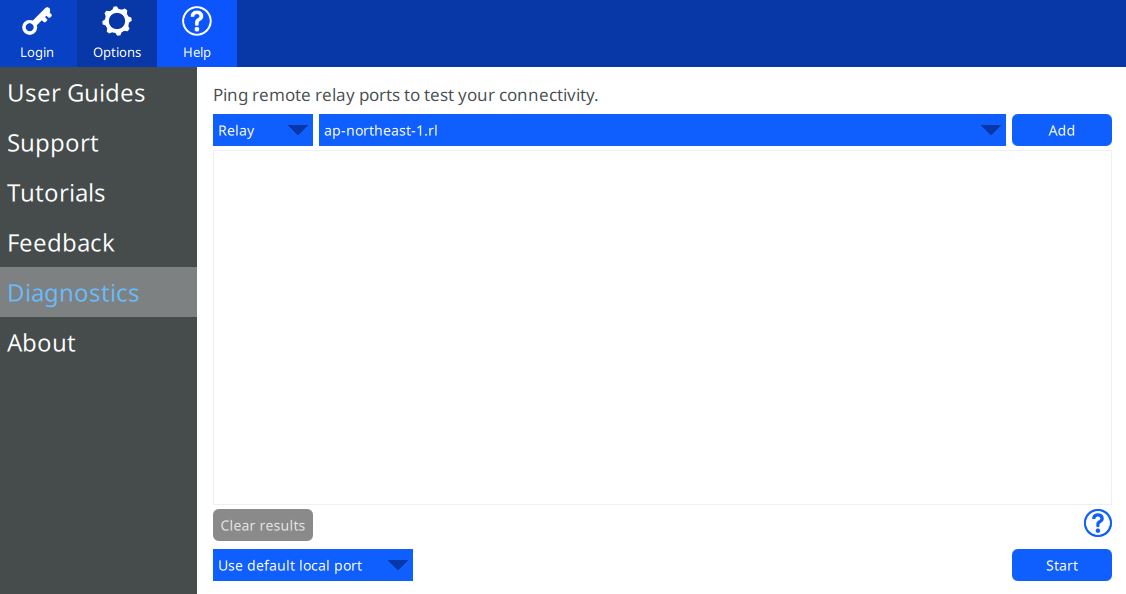 Login Options Help
User Guides
Support
Tutorials
Feedback
Diagnostics
About
Ping remote relay ports to test your connectivity.
Relay ap-northeast-1.rl Add
Clear results ?
Use default local port Start